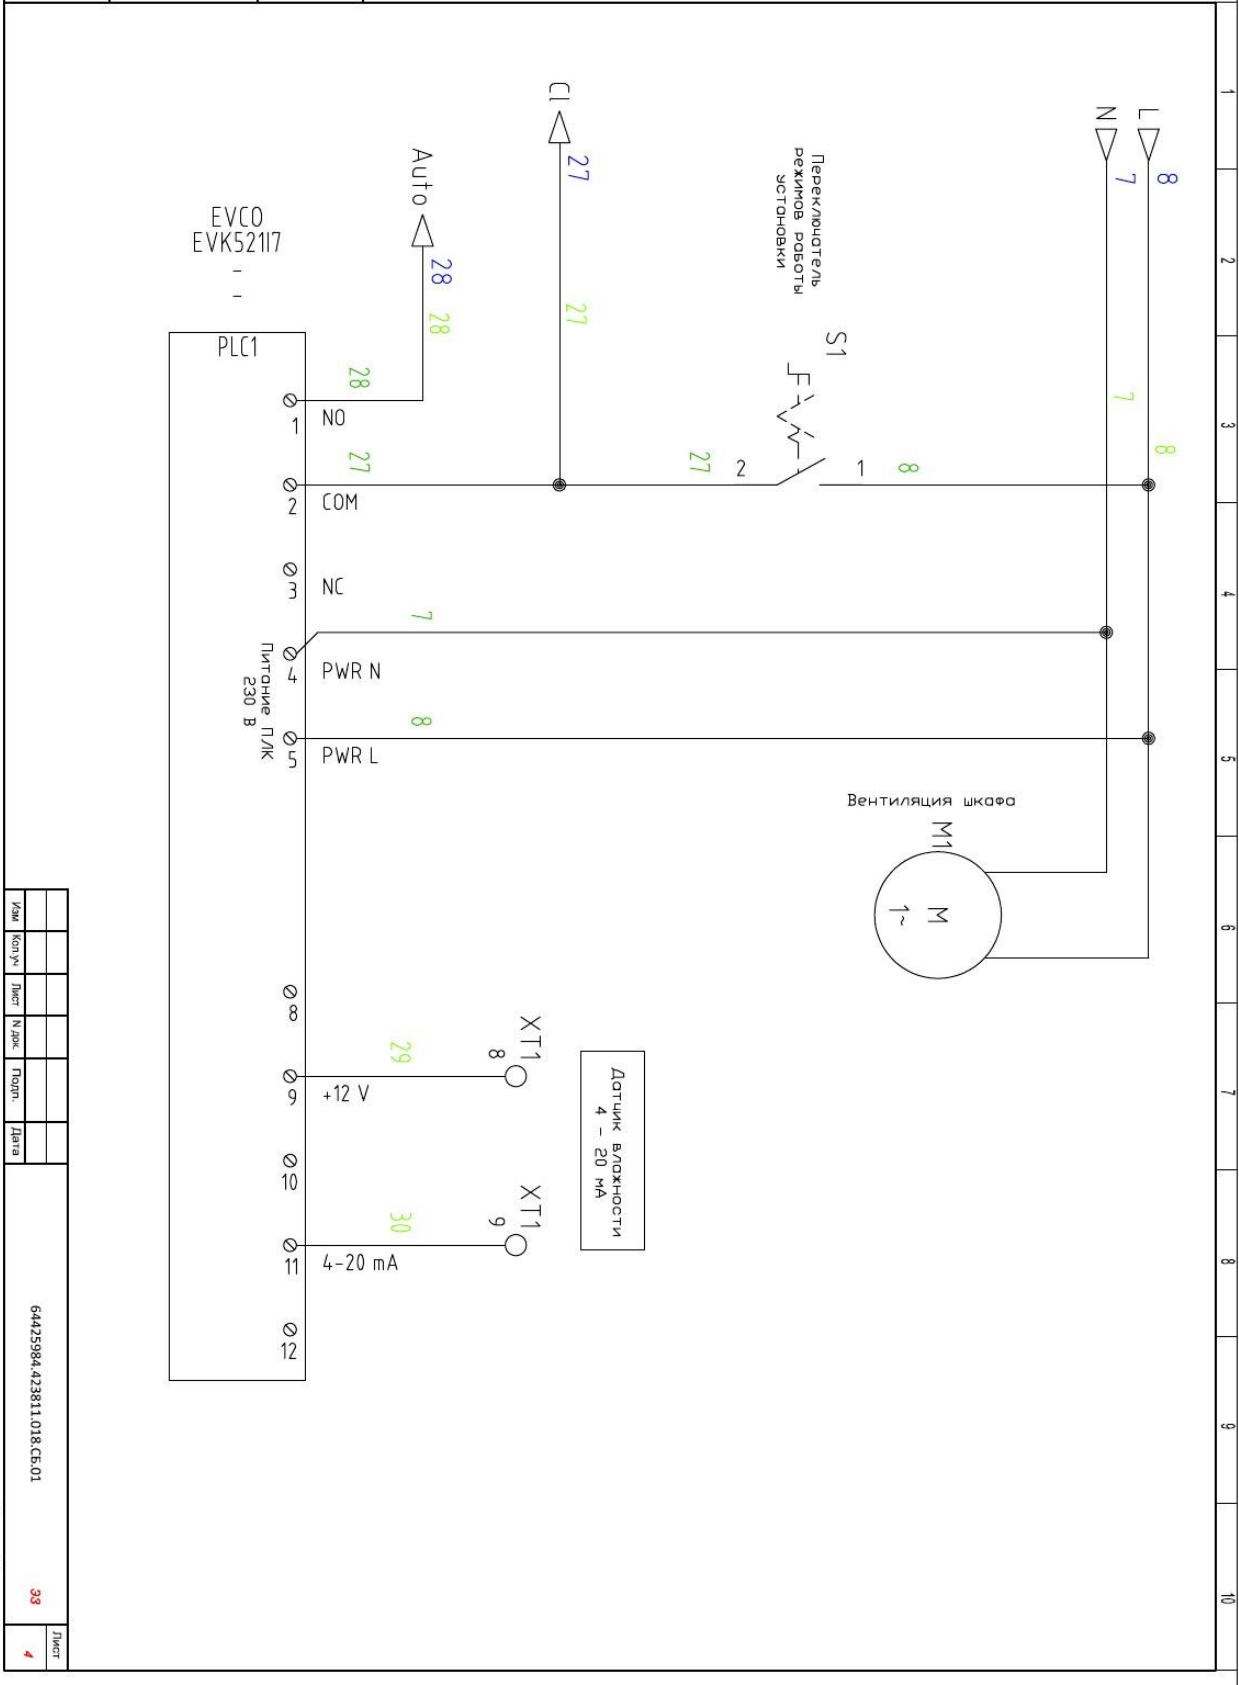 1
2
3
4
5
6
7
8
9
10
L
8
N
7
7
8
Cl
27
27
Auto
28
28
Переключатель
режимов работы
установки
S1
EVCO
EVK521I7
-
-
PLC1
28
1
NO
27
2
COM
27
2
1
8
3
NC
7
4
PWR N
8
5
PWR L
Питание ПЛК
230 В
Вентиляция шкафа
M1
M
1~
8
29
9
+12 V
XT1
8
10
30
11
4-20 mA
XT1
9
12
Датчик влажности
4 - 20 мА
Изм
Кол.уч
Лист
N док.
Подп.
Дата
64425984.423811.018.СБ.01
ЭЗ
Лист
4